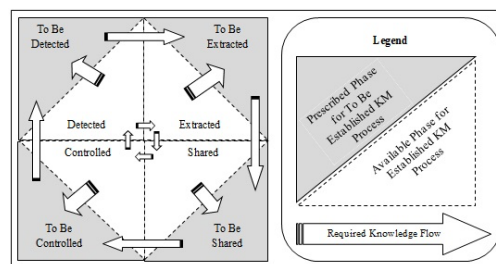 To Be
Detected
To Be
Extracted
Detected
Extracted
Controlled
Shared
To Be
Controlled
To Be
Shared
Legend
Prescribed Phase
for To Be
Established KM
Process
Available Phase for
Established KM
Process
Required Knowledge Flow